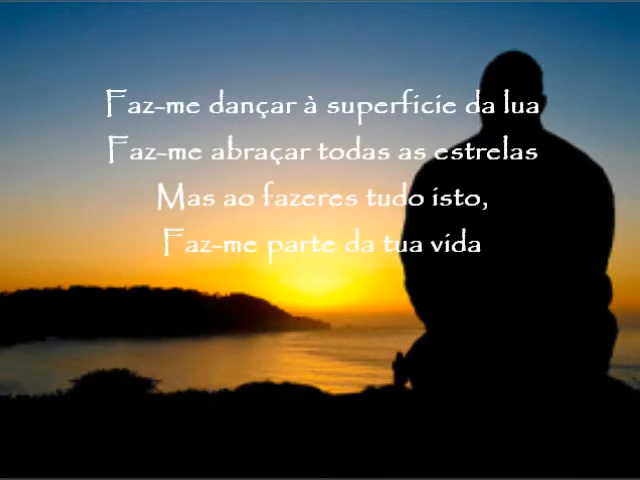 Faz-me dançar à superficie da lua
Faz-me abraçar todas as estrelas
Mas ao fazeres tudo isto,
Faz-me parte da tua vida